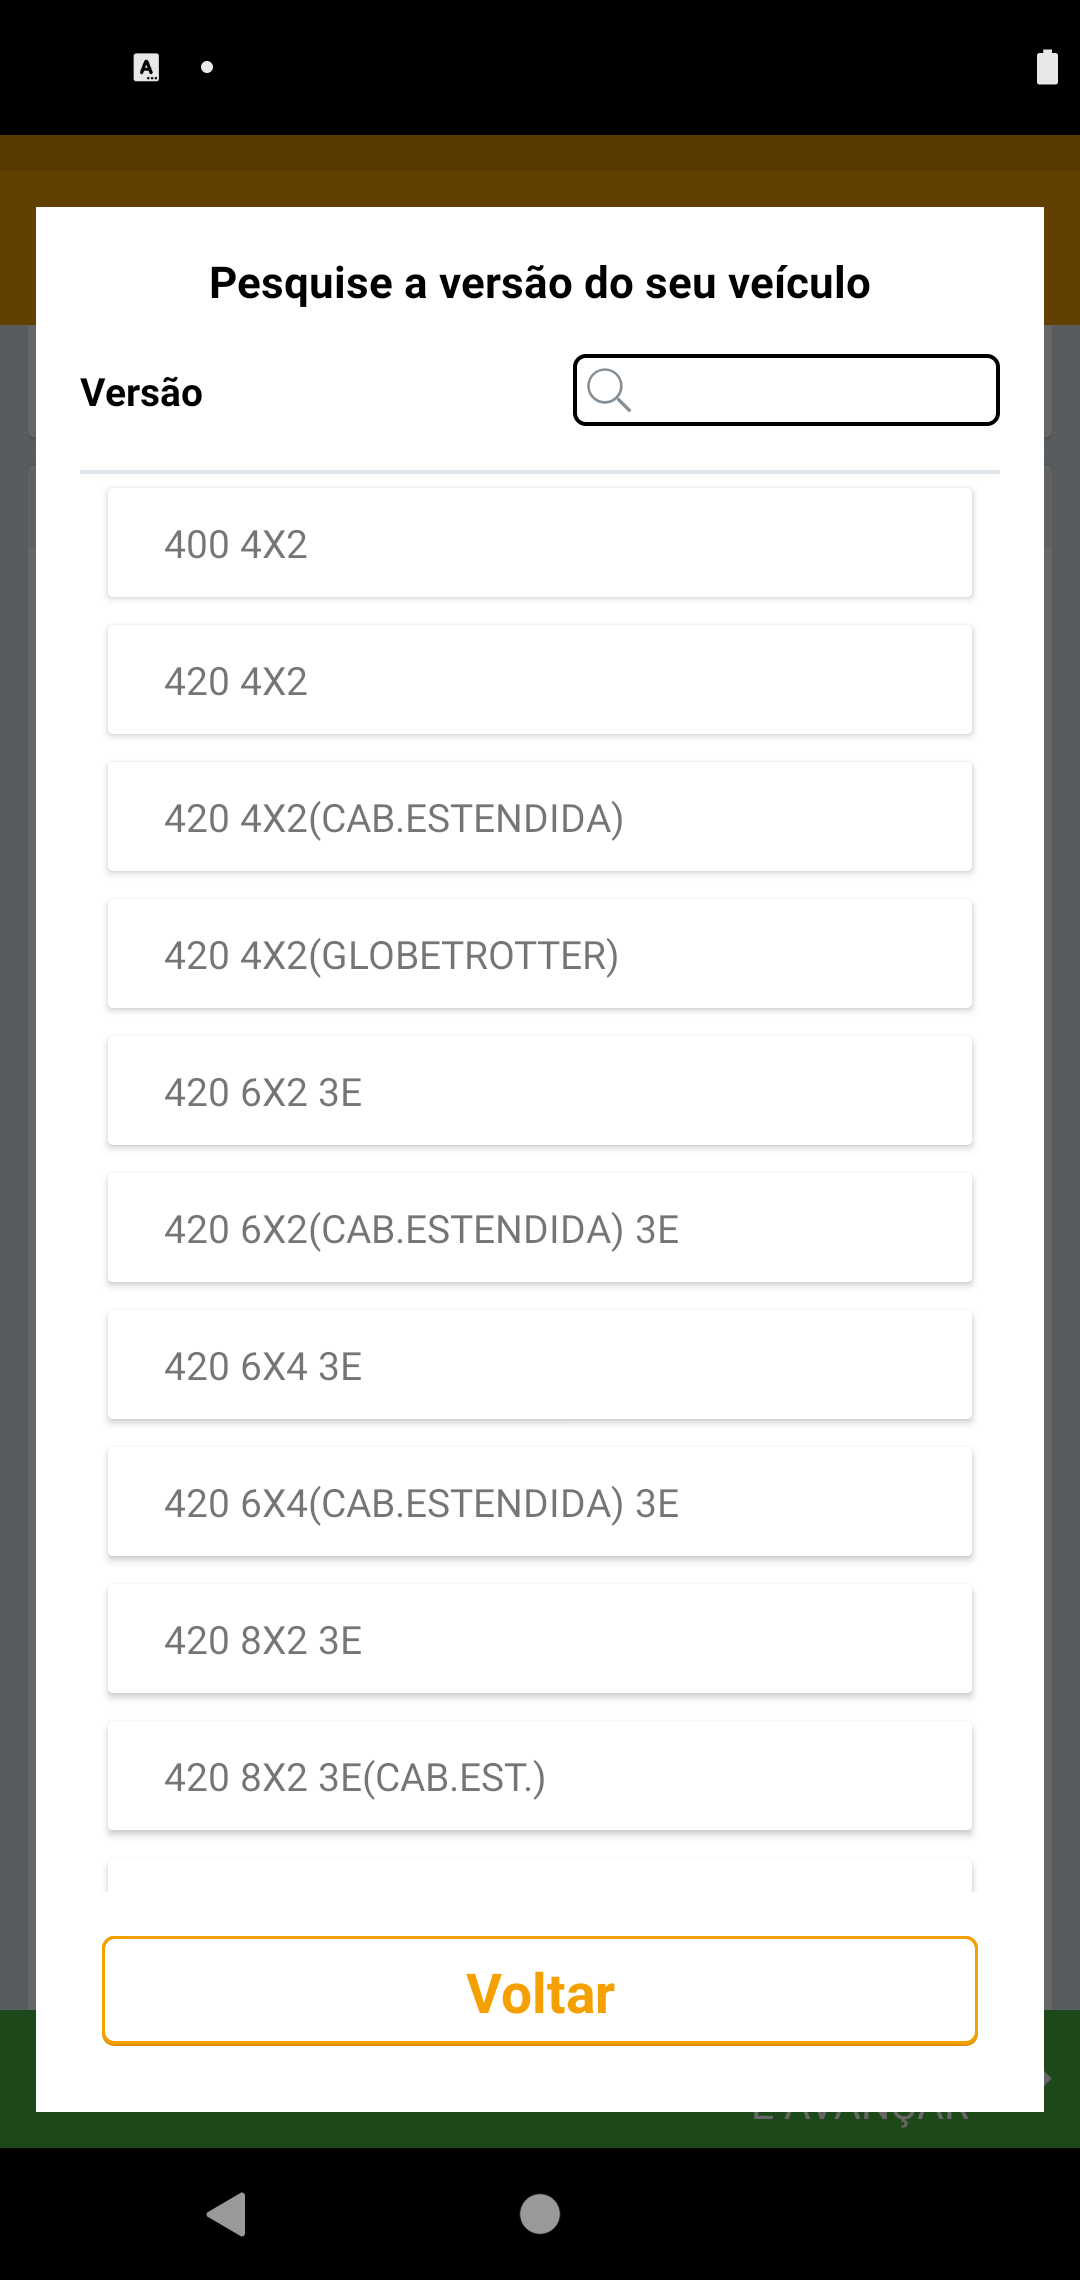 Pesquise a versão do seu veículo
Versão
400 4X2
420 4X2
420 4X2(CAB.ESTENDIDA)
420 4X2(GLOBETROTTER)
420 6X2 3E
420 6X2(CAB.ESTENDIDA) 3E
420 6X4 3E
420 6X4(CAB.ESTENDIDA) 3E
420 8X2 3E
420 8X2 3E(CAB.EST.)
Voltar
E AVANÇAR